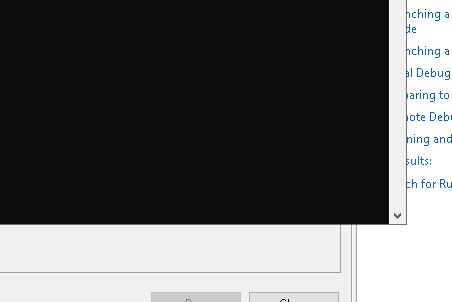 nching a
de
nching a
al Debug
paring to
note Debu
ning and
sults:
ch for Ru